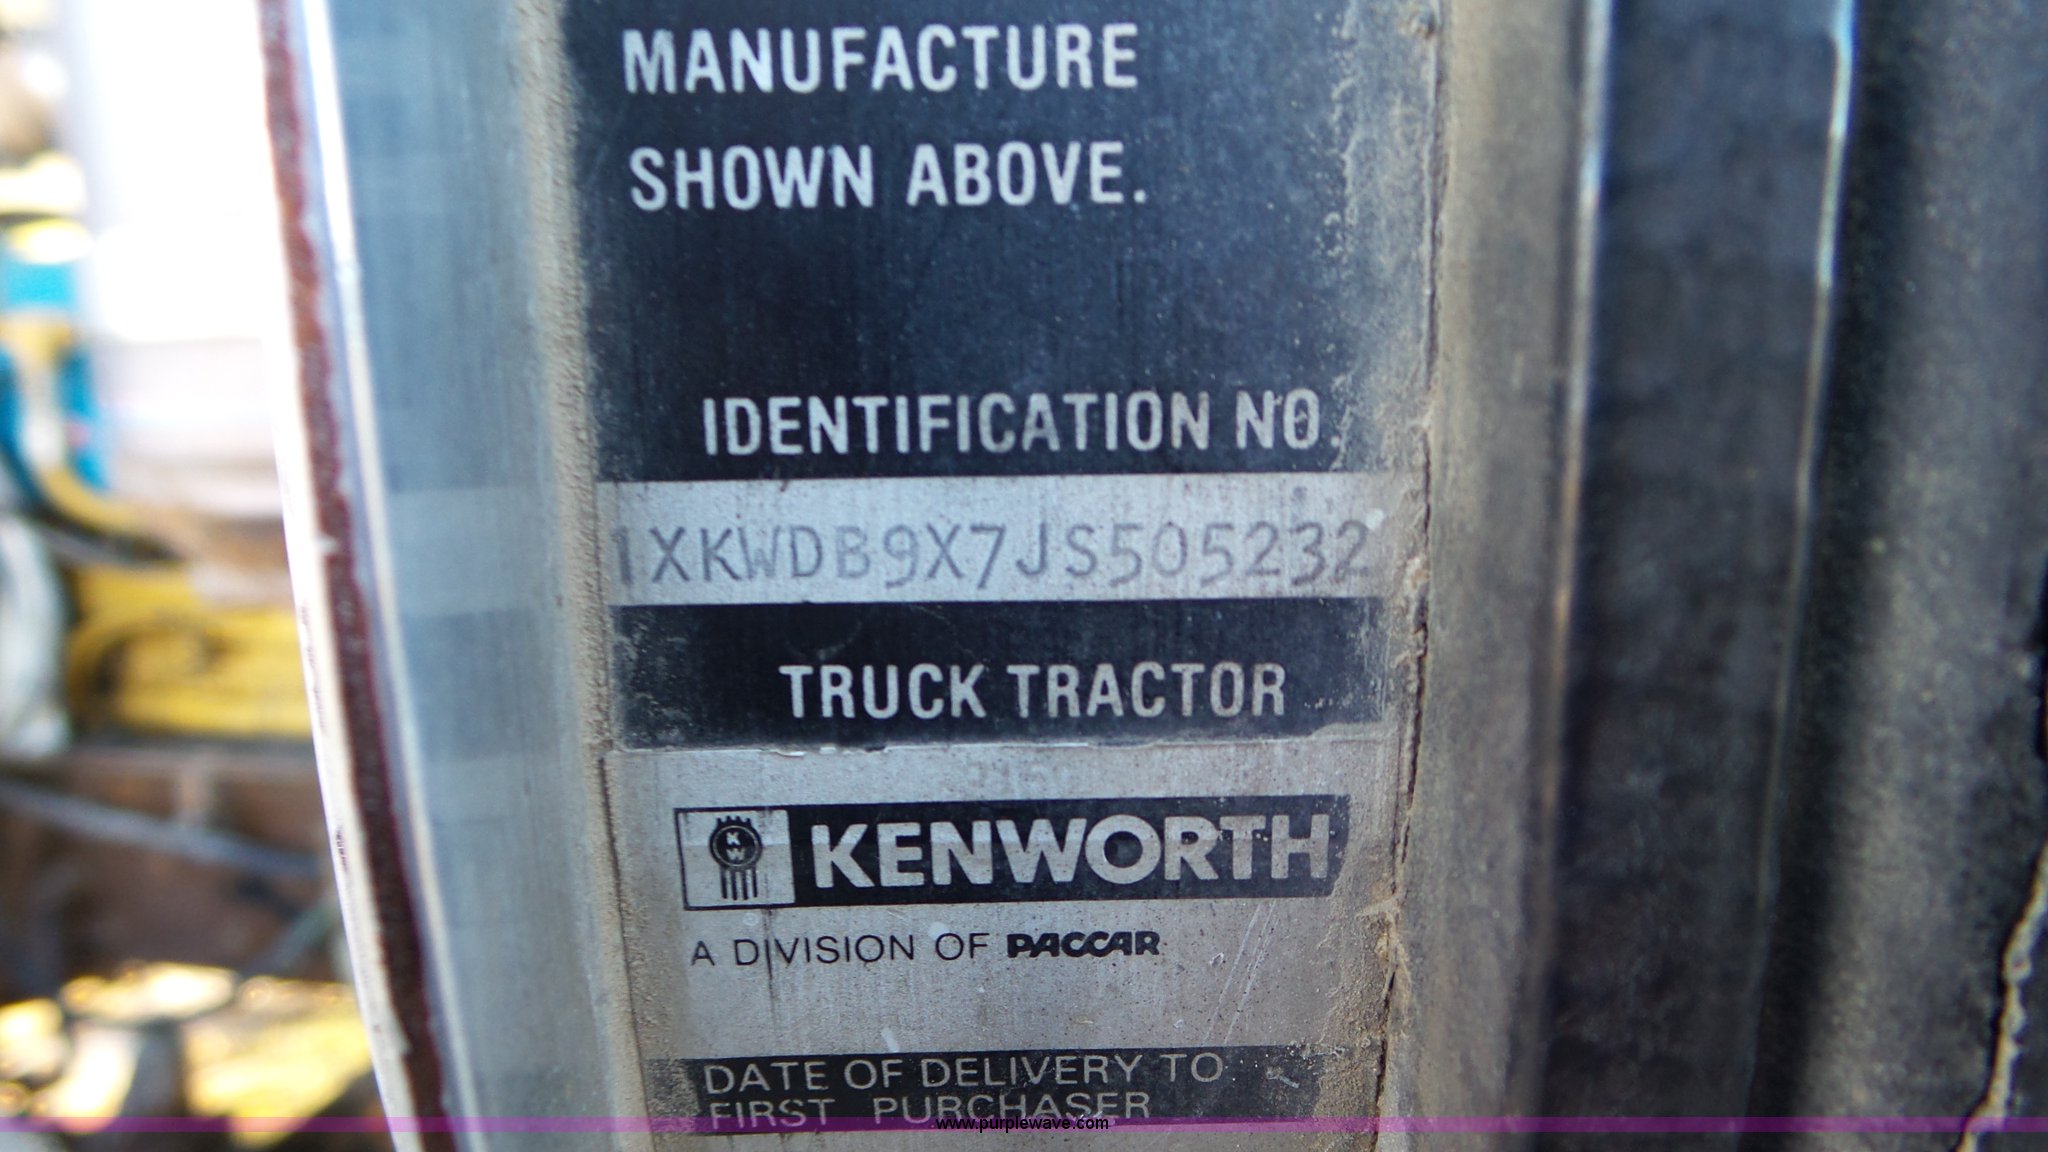 MANUFACTURE
SHOWN ABOVE.
IDENTIFICATION NO.
1XKWDB9X7JS505232
TRUCK TRACTOR
KW KENWORTH
A DIVISION OF PACCAR
DATE OF DELIVERY TO
FIRST PURCHASER
www.purplewave.com